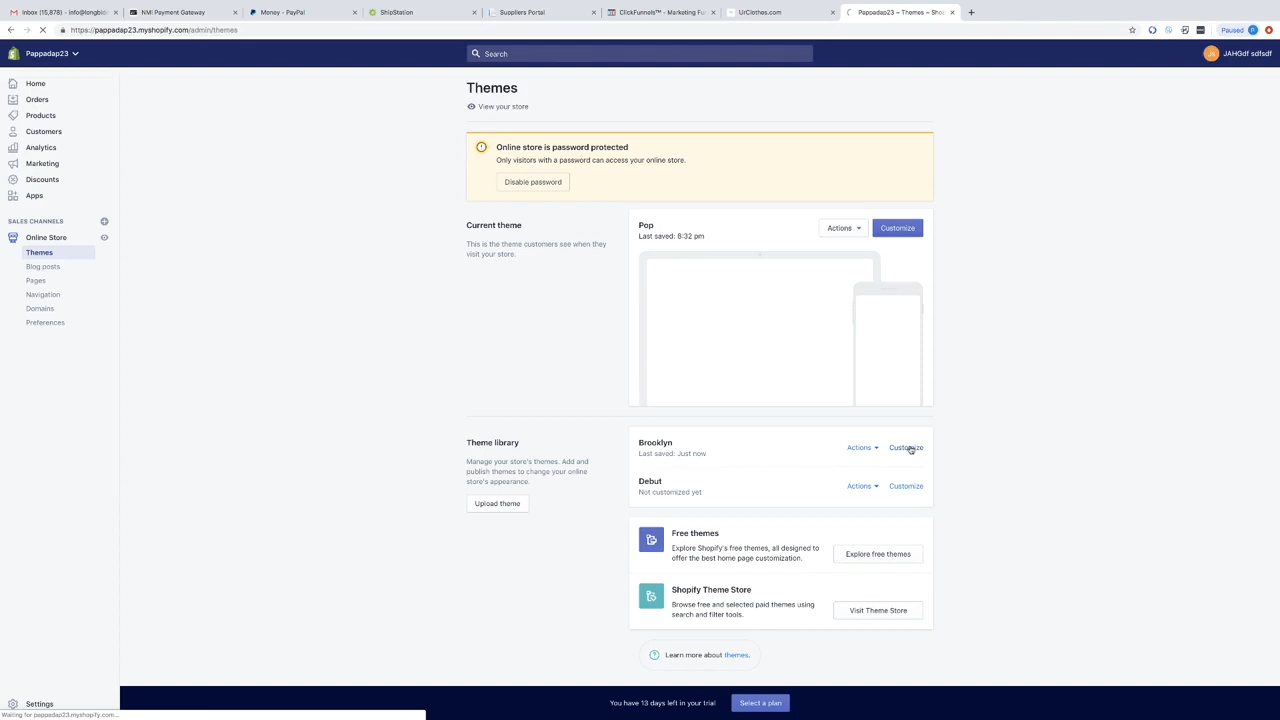 Inbox (15,878) - info@longbio
NMI Payment Gateway
Money - PayPal
ShipStation
Suppliers Portal
ClickFunnels™ - Marketing Fu
UrClothes.com
Pappadap23 ~ Themes ~ Shop
https://pappadap23.myshopify.com/admin/themes
Paused
Pappadap23
Search
JAHGdf sdfsdf
Home
Orders
Products
Customers
Analytics
Marketing
Discounts
Apps
SALES CHANNELS
Online Store
Themes
Blog posts
Pages
Navigation
Domains
Preferences
Settings
Themes
View your store
Online store is password protected
Only visitors with a password can access your online store.
Disable password
Current theme
This is the theme customers see when they
visit your store.
Pop
Last saved: 8:32 pm
Actions
Customize
Theme library
Manage your store's themes. Add and
publish themes to change your online
store's appearance.
Upload theme
Brooklyn
Last saved: Just now
Actions
Customize
Debut
Not customized yet
Actions
Customize
Free themes
Explore Shopify's free themes, all designed to
offer the best home page customization.
Explore free themes
Shopify Theme Store
Browse free and selected paid themes using
search and filter tools.
Visit Theme Store
Learn more about themes.
You have 13 days left in your trial
Select a plan
Waiting for pappadap23.myshopify.com...